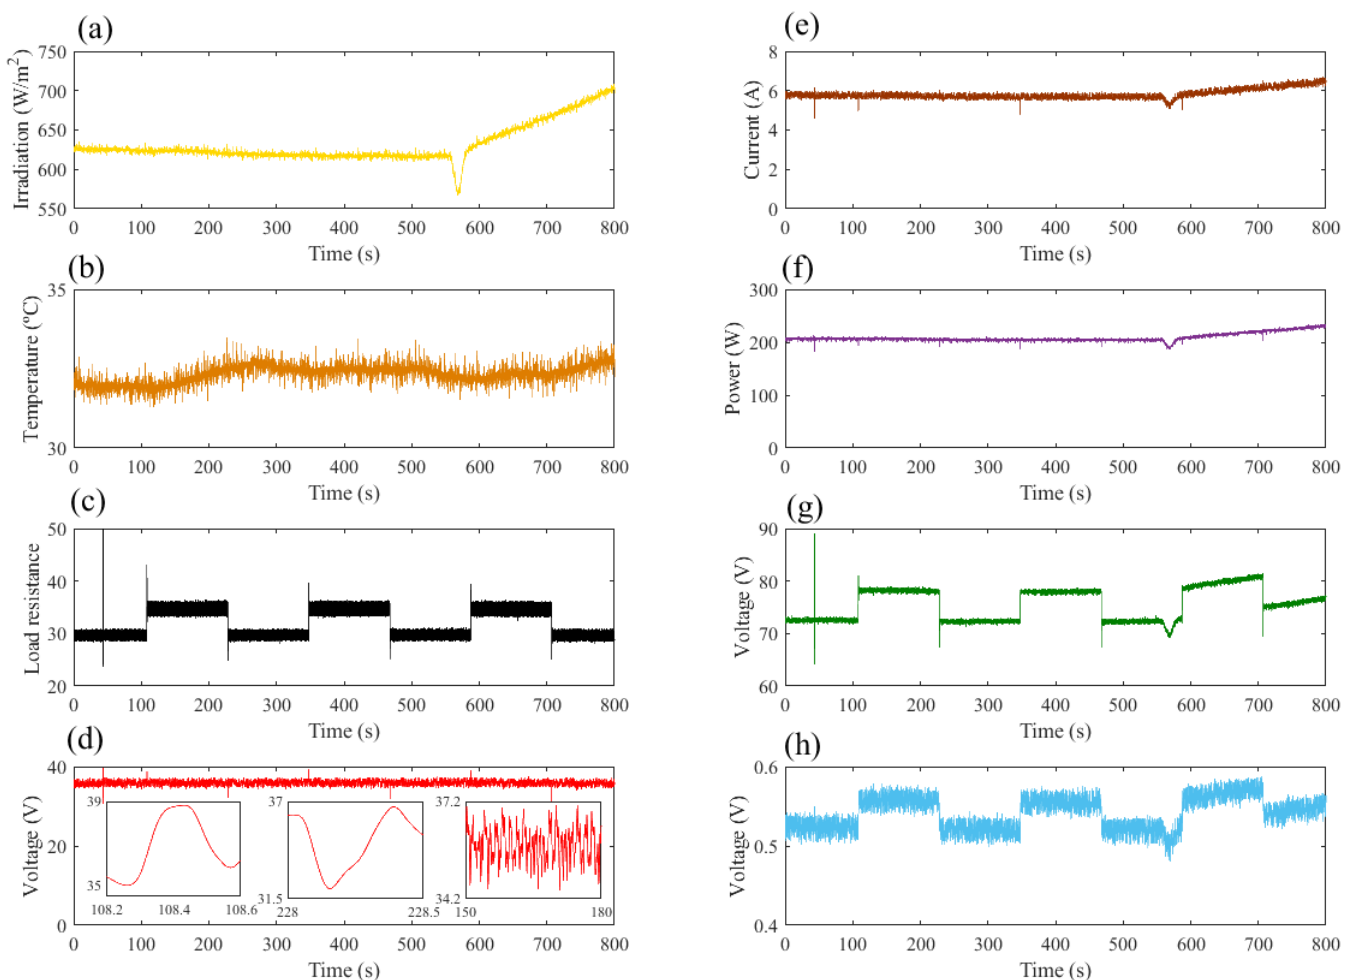 (a)
750
700
650
600
550
Irradiation (W/m²)
0 100 200 300 400 500 600 700 800
Time (s)
(b)
35
30
Temperature (ºC)
0 100 200 300 400 500 600 700 800
Time (s)
(c)
50
40
30
20
Load resistance
0 100 200 300 400 500 600 700 800
Time (s)
(d)
40
20
0
Voltage (V)
39
35
108.2 108.4 108.6
37
31.5
228 228.5
37.2
34.2
150 180
0 100 200 300 400 500 600 700 800
Time (s)
(e)
8
6
4
2
0
Current (A)
0 100 200 300 400 500 600 700 800
Time (s)
(f)
300
200
100
0
Power (W)
0 100 200 300 400 500 600 700 800
Time (s)
(g)
90
80
70
60
Voltage (V)
0 100 200 300 400 500 600 700 800
Time (s)
(h)
0.6
0.5
0.4
Voltage (V)
0 100 200 300 400 500 600 700 800
Time (s)